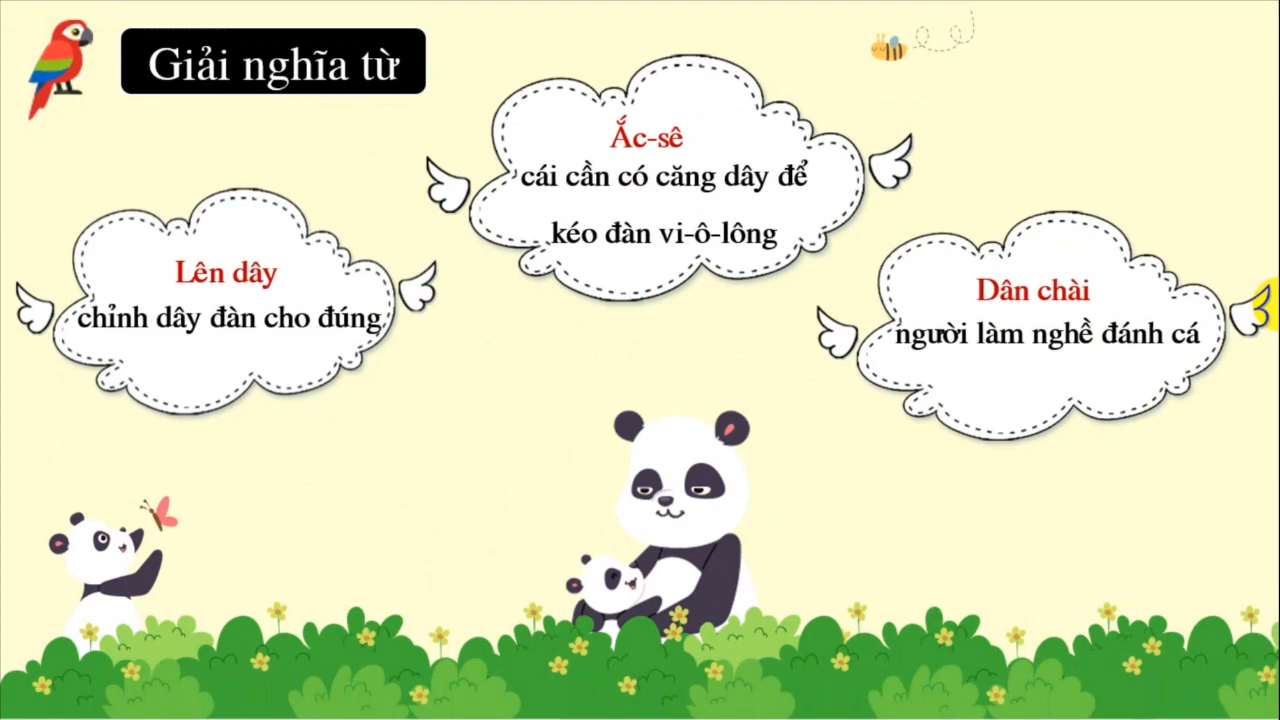 Giải nghĩa từ
Ắc-sê
cái cần có căng dây để
kéo đàn vi-ô-lông
Lên dây
chỉnh dây đàn cho đúng
Dân chài
người làm nghề đánh cá